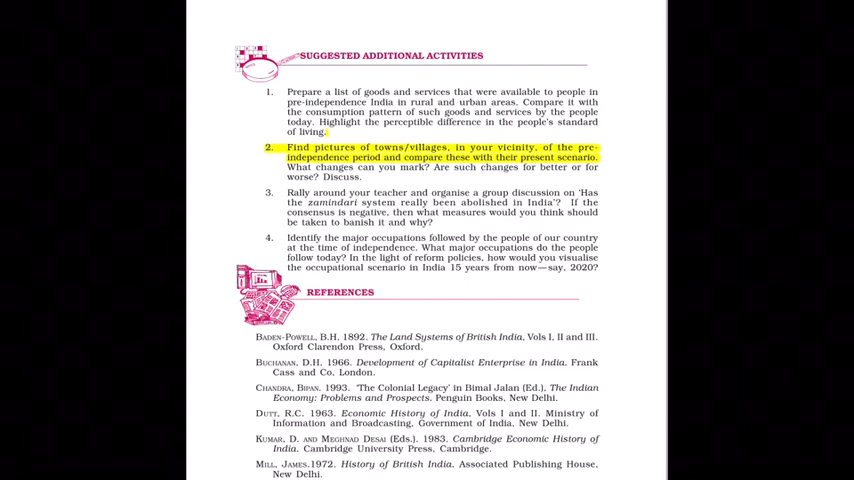 SUGGESTED ADDITIONAL ACTIVITIES
1. Prepare a list of goods and services that were available to people in
pre-independence India in rural and urban areas. Compare it with
the consumption pattern of such goods and services by the people
today. Highlight the perceptible difference in the people's standard
of living.
2. Find pictures of towns/villages, in your vicinity, of the pre-
independence period and compare these with their present scenario.
What changes can you mark? Are such changes for better or for
worse? Discuss.
3. Rally around your teacher and organise a group discussion on 'Has
the zamindari system really been abolished in India'? If the
consensus is negative, then what measures would you think should
be taken to banish it and why?
4. Identify the major occupations followed by the people of our country
at the time of independence. What major occupations do the people
follow today? In the light of reform policies, how would you visualise
the occupational scenario in India 15 years from now—say, 2020?
REFERENCES
BADEN-POWELL, B.H. 1892. The Land Systems of British India, Vols I, II and III.
Oxford Clarendon Press, Oxford.
BUCHANAN, D.H. 1966. Development of Capitalist Enterprise in India. Frank
Cass and Co, London.
CHANDRA, BIPAN. 1993. 'The Colonial Legacy' in Bimal Jalan (Ed.), The Indian
Economy: Problems and Prospects. Penguin Books, New Delhi.
DUTT, R.C. 1963. Economic History of India, Vols I and II. Ministry of
Information and Broadcasting, Government of India, New Delhi.
KUMAR, D. AND MEGHNAD DESAI (Eds.). 1983. Cambridge Economic History of
India. Cambridge University Press, Cambridge.
MILL, JAMES.1972. History of British India. Associated Publishing House,
New Delhi.